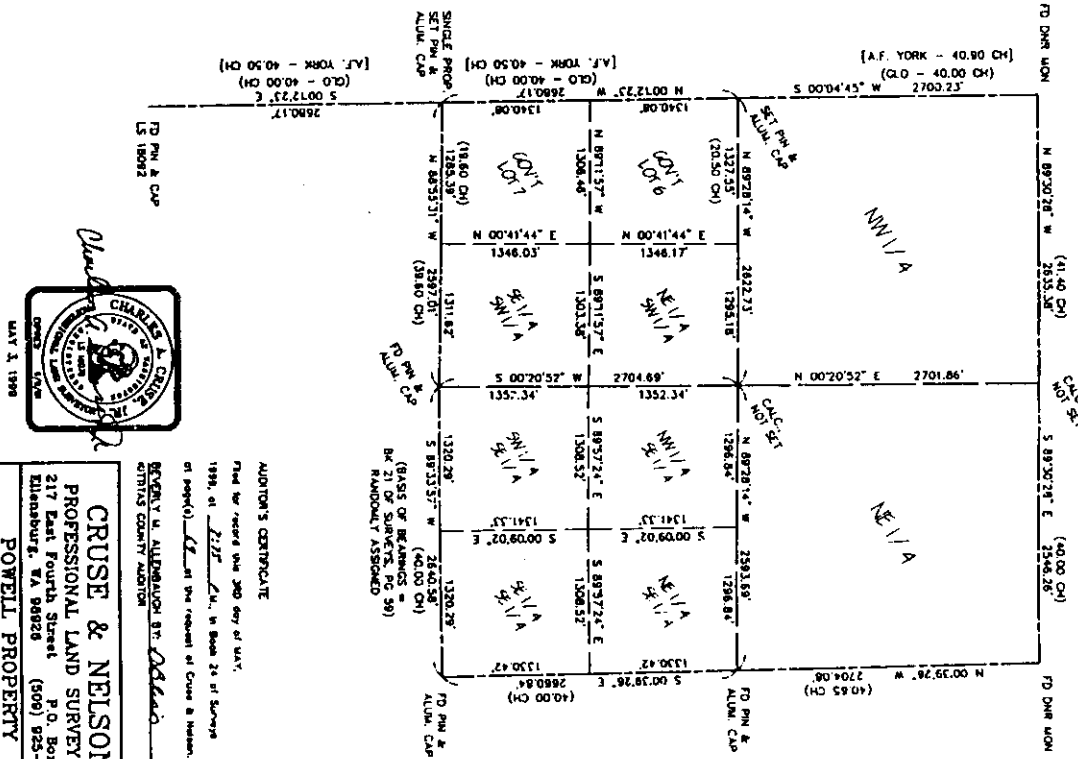 FD DNR MON
N 89°30'28" W
(41.40 CH)
2635.38'
CALC.,
NOT SET
S 89°30'28" E
(40.00 CH)
2546.26'
FD DNR MON
[A.F. YORK - 40.90 CH]
(GLO - 40.00 CH)
S 00°04'45" W 2700.23'
NW 1/4
N 00°20'52" E 2701.86'
NE 1/4
N 00°39'26" W
2704.08'
(40.65 CH)
SET PIN &
ALUM. CAP
N 89°28'14" W
1327.55'
(20.50 CH)
2622.73'
1295.18'
CALC.,
NOT SET
N 89°28'14" W
1296.84'
2593.69'
1296.84'
FD PIN &
ALUM. CAP
[A.F. YORK - 40.50 CH]
(GLO - 40.00 CH)
N 00°12'23" W
2680.17'
1340.08'
1340.08'
GOV'T
LOT 6
N 00°41'44" E
1346.17'
NE 1/4
SW 1/4
1352.34'
NW 1/4
SE 1/4
S 00°09'02" E
1341.33'
NE 1/4
SE 1/4
1330.42'
N 89°11'57" W
1306.46'
S 89°11'57" E
1303.38'
S 89°57'24" E
1308.52'
S 89°57'24" E
1308.52'
GOV'T
LOT 7
N 00°41'44" E
1346.03'
SE 1/4
SW 1/4
S 00°20'52" W 2704.69'
SW 1/4
SE 1/4
S 00°09'02" E
1341.33'
SE 1/4
SE 1/4
1330.42'
S 00°39'26" E
2660.84'
(40.00 CH)
SINGLE PROP.
SET PIN &
ALUM. CAP
N 88°55'31" W
1285.39'
(19.60 CH)
2597.01'
(39.60 CH)
1311.62'
FD PIN &
ALUM. CAP
S 89°33'57" W
1320.29'
2640.58'
(40.00 CH)
1320.29'
FD PIN &
ALUM. CAP
(BASIS OF BEARINGS =
BK 21 OF SURVEYS, PG 59)
RANDOMLY ASSIGNED
[A.F. YORK - 40.50 CH]
(GLO - 40.00 CH)
S 00°12'23" E
2680.17'
FD PIN & CAP
LS 18092
CHARLES A. CRUSE, JR.
MAY 3, 1999
AUDITOR'S CERTIFICATE
Filed for record this 3RD day of MAY,
1999, at P.M., in Book 24 of Surveys
at page(s) at the request of Cruse & Nelson.
BEVERLY M. ALLENBAUGH BY:
KITTITAS COUNTY AUDITOR
CRUSE & NELSON
PROFESSIONAL LAND SURVEY
217 East Fourth Street P.O. Box
Ellensburg, WA 98926 (509) 925-
POWELL PROPERTY